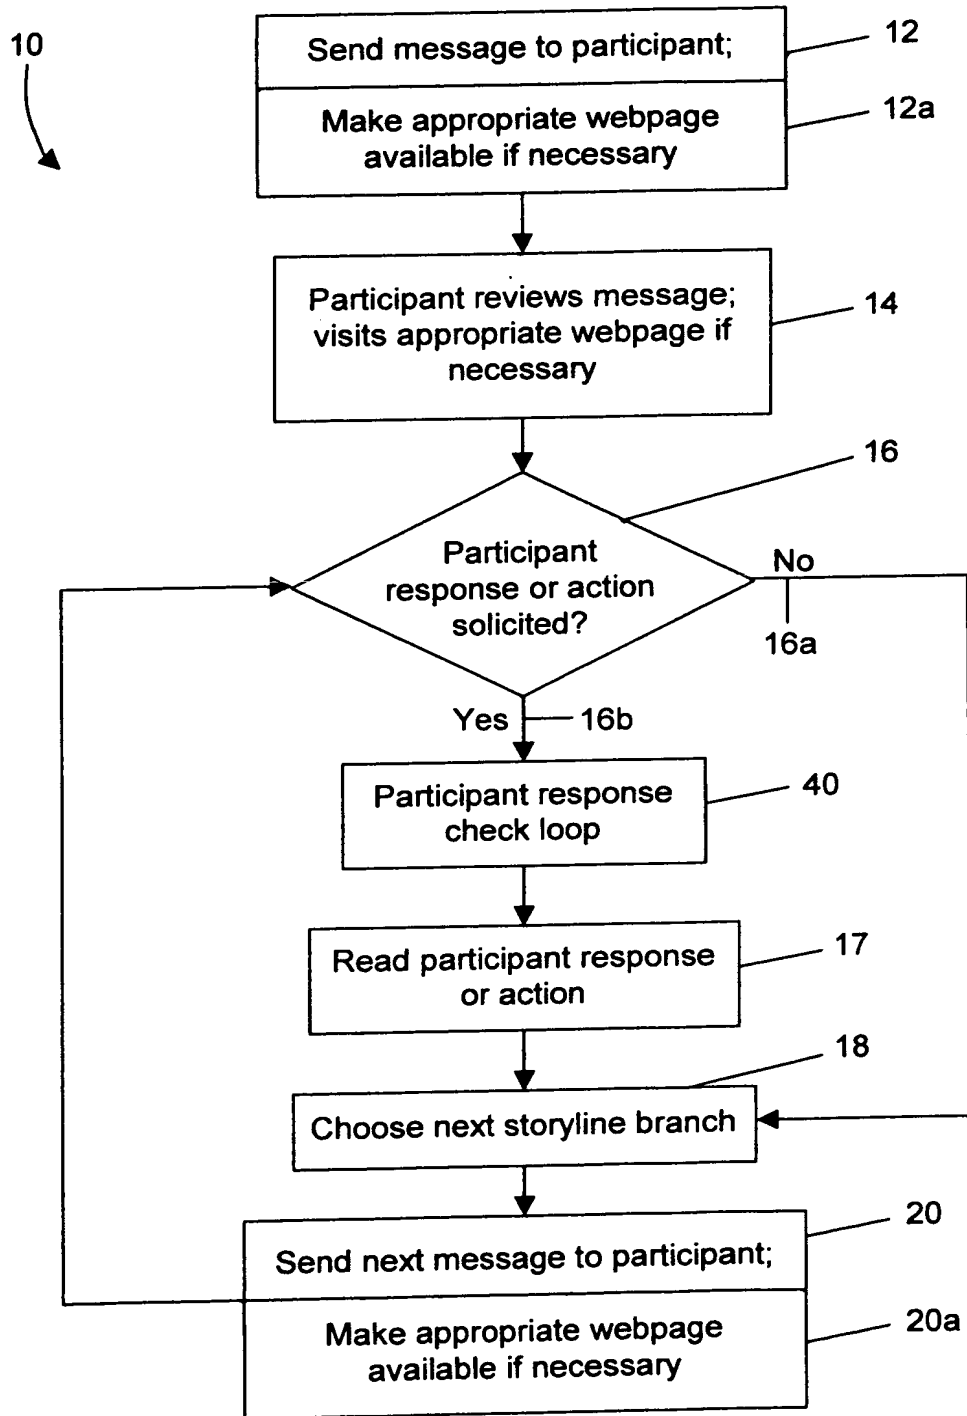 10
Send message to participant;
12
Make appropriate webpage
available if necessary
12a
Participant reviews message;
visits appropriate webpage if
necessary
14
16
Participant
response or action
solicited?
No
16a
Yes
16b
Participant response
check loop
40
Read participant response
or action
17
18
Choose next storyline branch
20
Send next message to participant;
Make appropriate webpage
available if necessary
20a